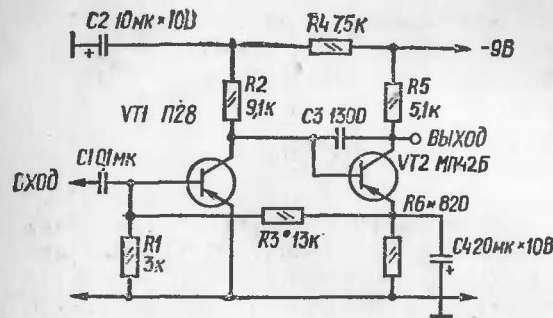 C2 10мк×10В
R4 7,5к
-9В
R2
9,1к
R5
5,1к
VT1 П28
C3 1300
ВЫХОД
VT2 МП42Б
C1 0,1мк
ВХОД
R6* 820
R3* 13к
R1
3к
C4 20мк×10В
+
+